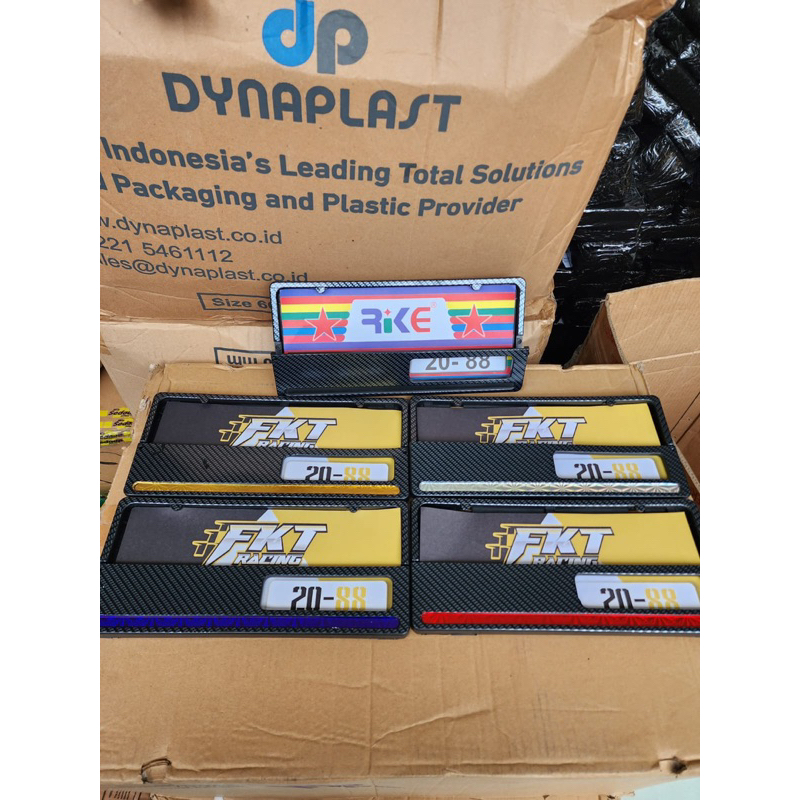 dp
DYNAPLAST
Indonesia's Leading Total Solutions
Packaging and Plastic Provider
.dynaplast.co.id
221 5461112
les@dynaplast.co.id
Size
RiKE
20-88
FKT
RACING
20-88
FKT
RACING
20-88
FKT
RACING
20-88
FKT
RACING
20-88